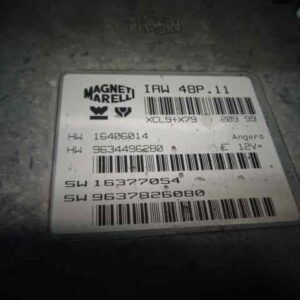 MAGNETI MARELLI IAW 48P.11
XCL9+X79 209 99
HW 16406014 Angers
HW 9634496280 E 12V=
SW 16377054
SW 9637826080